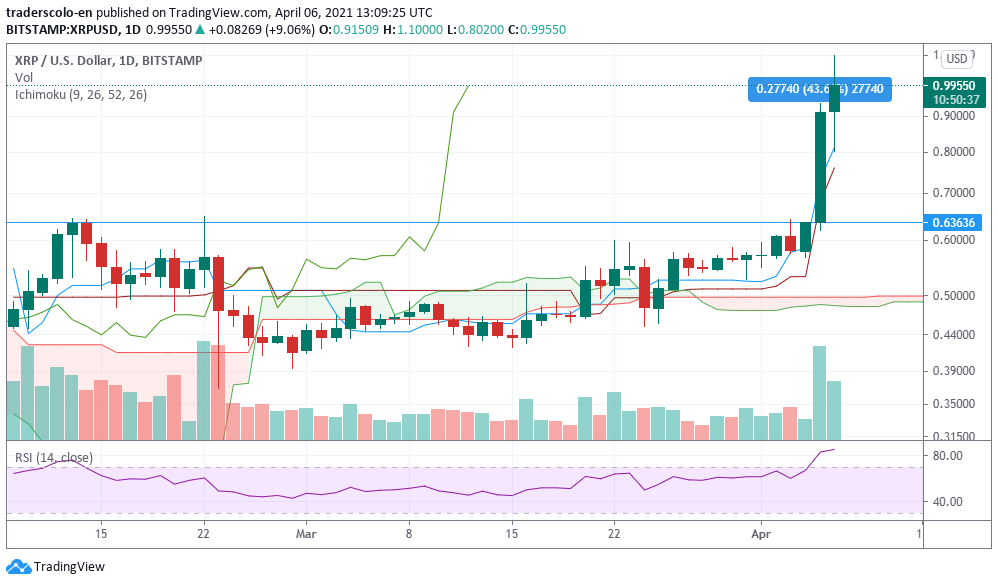 traderscolo-en published on TradingView.com, April 06, 2021 13:09:25 UTC
BITSTAMP:XRPUSD, 1D 0.99550 ▲ +0.08269 (+9.06%) O:0.91509 H:1.10000 L:0.80200 C:0.99550
XRP / U.S. Dollar, 1D, BITSTAMP
Vol
Ichimoku (9, 26, 52, 26)
USD
0.27740 (43.6 %) 27740
0.99550
10:50:37
0.90000
0.80000
0.70000
0.63636
0.60000
0.50000
0.44000
0.39000
0.35000
0.31500
RSI (14, close)
80.00
40.00
15 22 Mar 8 15 22 Apr 1
TradingView